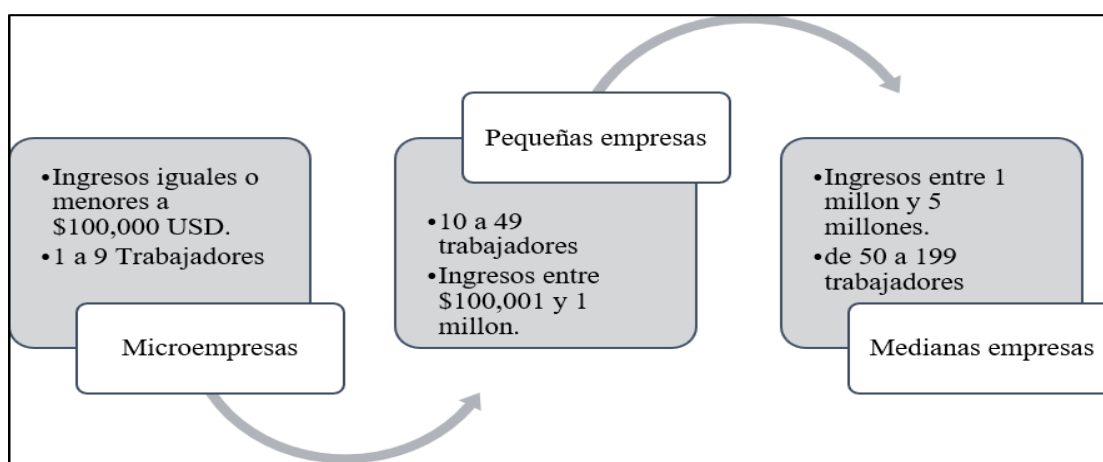 •Ingresos iguales o
menores a
$100,000 USD.
•1 a 9 Trabajadores
Microempresas
Pequeñas empresas
•10 a 49
trabajadores
•Ingresos entre
$100,001 y 1
millon.
•Ingresos entre 1
millon y 5
millones.
•de 50 a 199
trabajadores
Medianas empresas